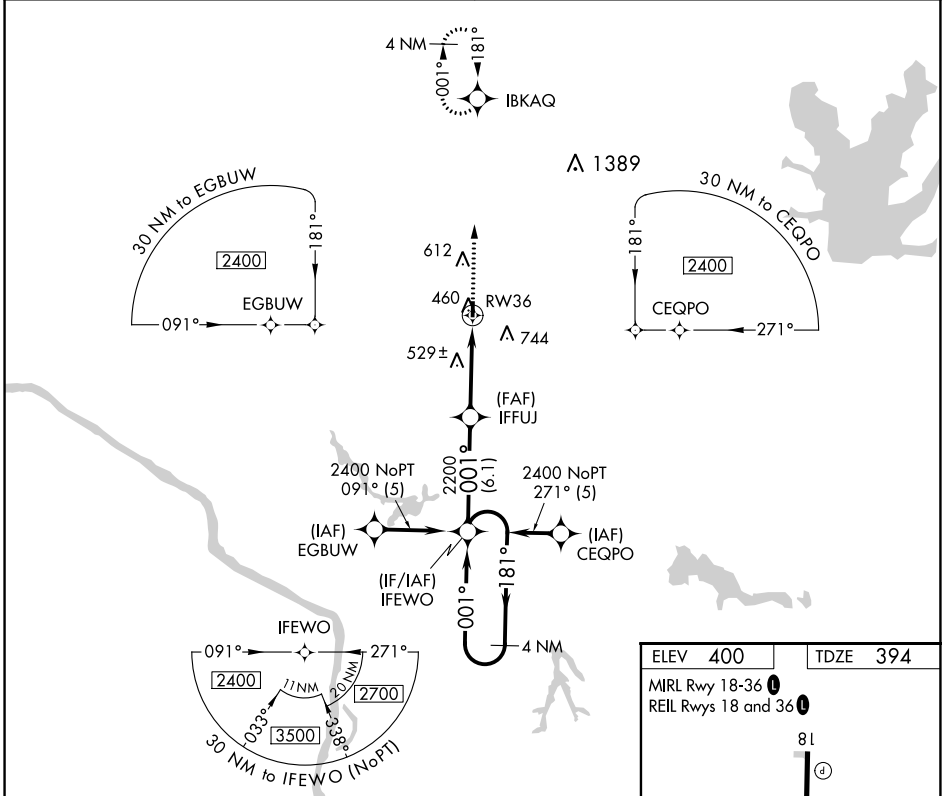 4 NM
181°
001°
IBKAQ
1389
30 NM to EGBUW
181°
2400
EGBUW
091°
30 NM to CEQPO
181°
2400
CEQPO
271°
612
460
RW36
744
529±
(FAF)
IFFUJ
2200
001°
(6.1)
2400 NoPT
091° (5)
2400 NoPT
271° (5)
(IAF)
EGBUW
(IAF)
CEQPO
(IF/IAF)
IFEWO
001°
181°
4 NM
IFEWO
091°
271°
2400
11 NM
20 NM
2700
033°
3500
338°
30 NM to IFEWO (NoPT)
ELEV 400
TDZE 394
MIRL Rwy 18-36 L
REIL Rwys 18 and 36 L
18
P